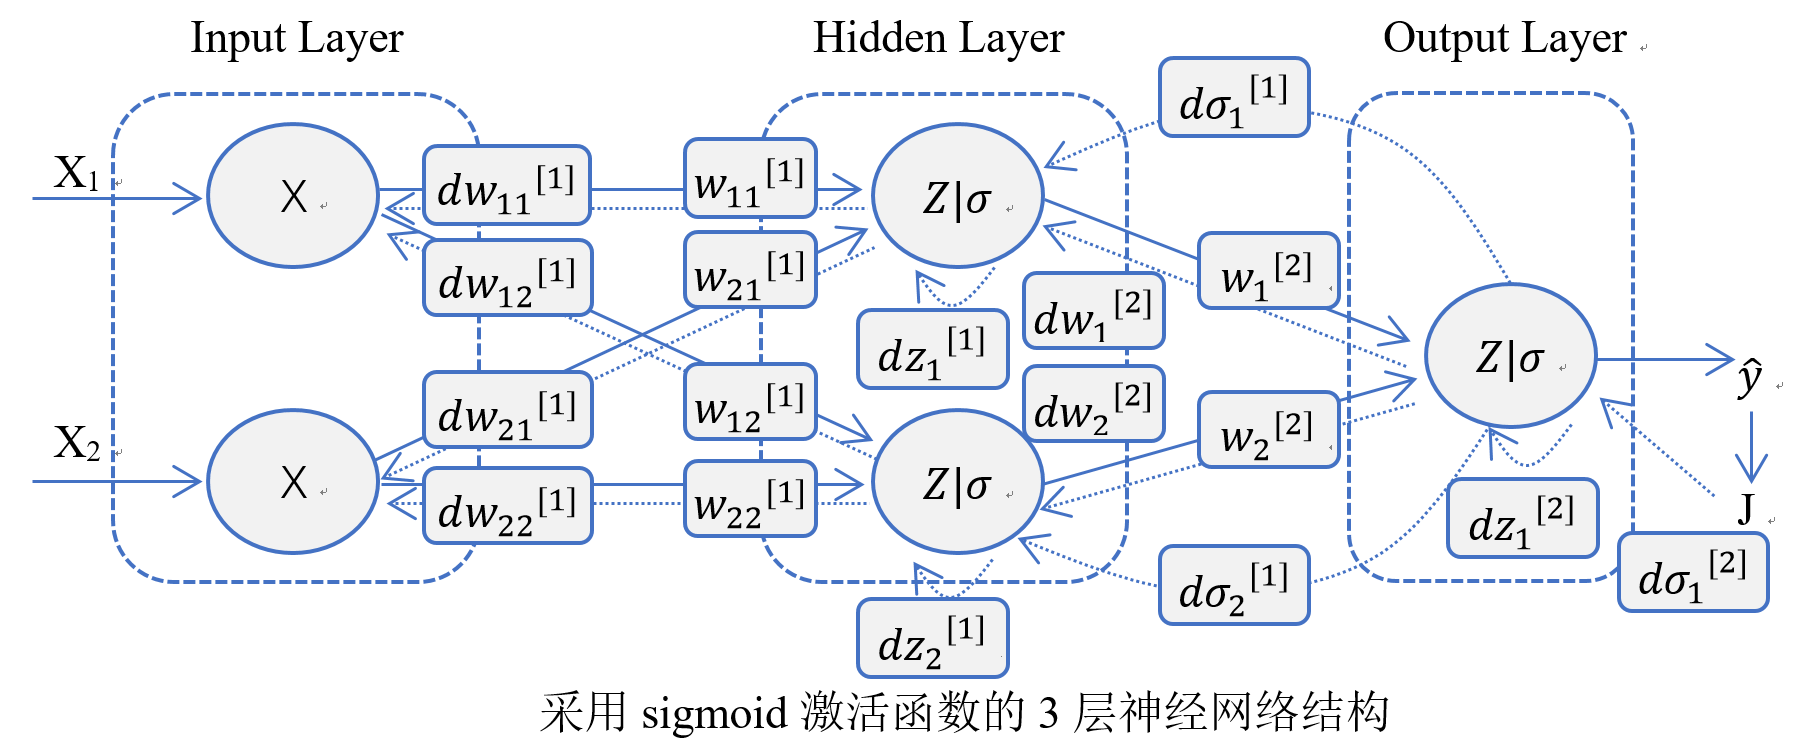 Input Layer
Hidden Layer
Output Layer
X₁
X
dw₁₁[1]
w₁₁[1]
Z|σ
dσ₁[1]
dw₁₂[1]
w₂₁[1]
w₁[2]
dz₁[1]
dw₁[2]
Z|σ
ŷ
X₂
X
dw₂₁[1]
w₁₂[1]
dw₂[2]
w₂[2]
dw₂₂[1]
w₂₂[1]
Z|σ
dz₁[2]
J
dσ₂[1]
dσ₁[2]
dz₂[1]
采用 sigmoid 激活函数的 3 层神经网络结构